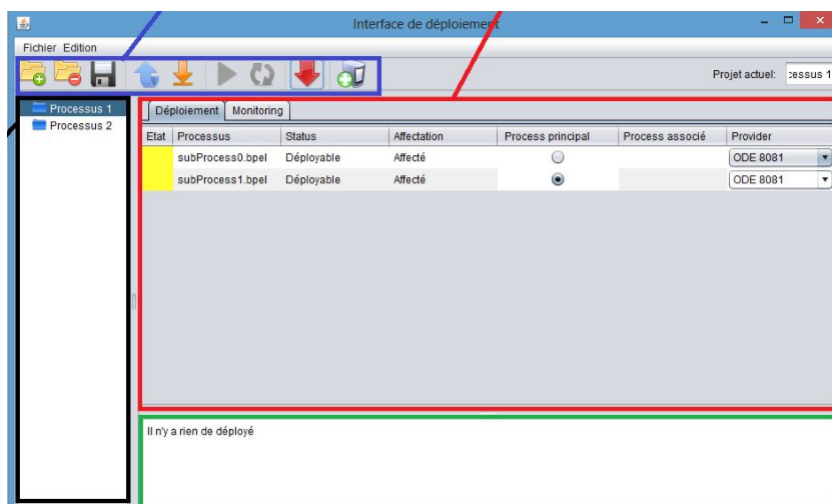 Interface de déploiement
Fichier Edition
Projet actuel: cessus 1
Processus 1
Processus 2
Déploiement Monitoring
Etat Processus Status Affectation Process principal Process associé Provider
subProcess0.bpel Déployable Affecté ODE 8081
subProcess1.bpel Déployable Affecté ODE 8081
Il n'y a rien de déployé